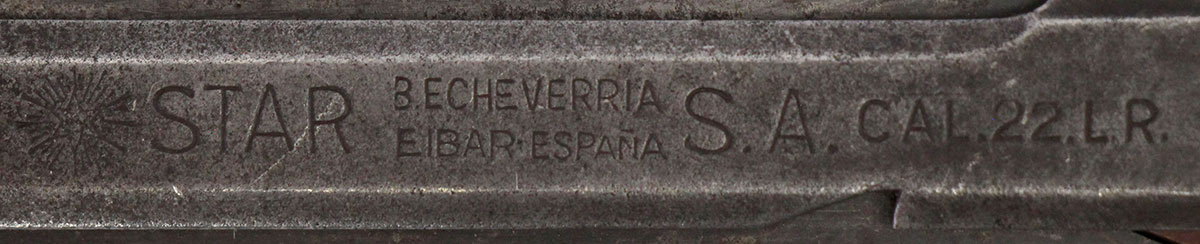 STAR B.ECHEVERRIA S.A. CAL.22.L.R.
EIBAR·ESPAÑA